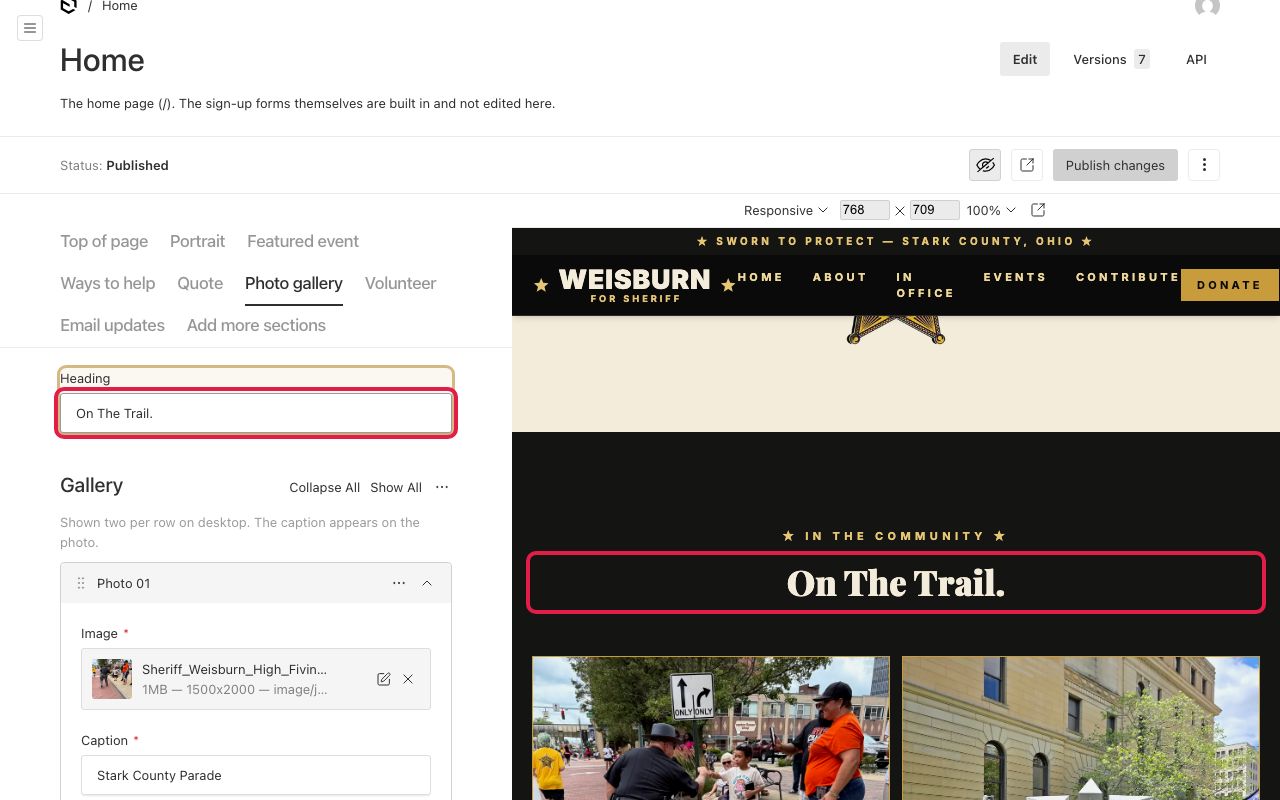 / Home
Home
Edit
Versions 7
API
The home page (/). The sign-up forms themselves are built in and not edited here.
Status: Published
Publish changes
Responsive
768
709
100%
Top of page
Portrait
Featured event
Ways to help
Quote
Photo gallery
Volunteer
Email updates
Add more sections
Heading
On The Trail.
Gallery
Collapse All
Show All
Shown two per row on desktop. The caption appears on the
photo.
Photo 01
Image *
Sheriff_Weisburn_High_Fivin...
1MB — 1500x2000 — image/j...
Caption *
Stark County Parade
★ SWORN TO PROTECT — STARK COUNTY, OHIO ★
★ WEISBURN ★
FOR SHERIFF
HOME
ABOUT
IN
OFFICE
EVENTS
CONTRIBUTE
DONATE
★ IN THE COMMUNITY ★
On The Trail.
ONLY ONLY